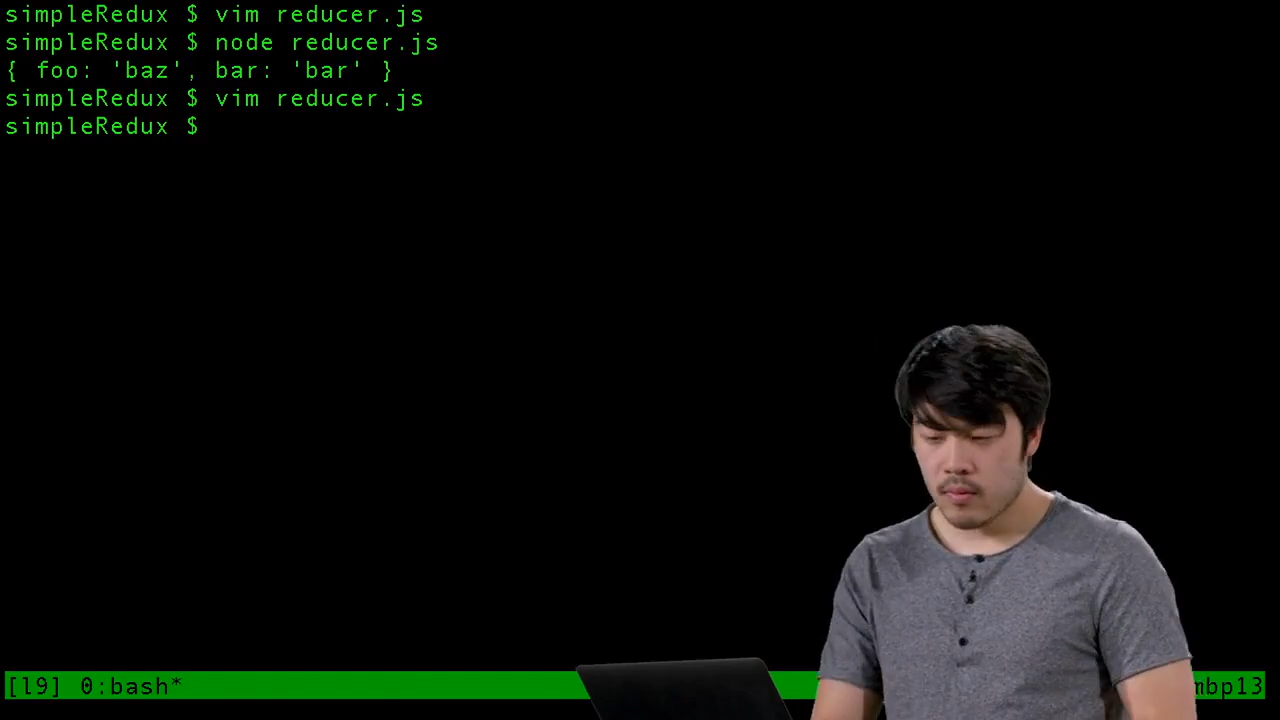 simpleRedux $ vim reducer.js
simpleRedux $ node reducer.js
{ foo: 'baz', bar: 'bar' }
simpleRedux $ vim reducer.js
simpleRedux $
[l9] 0:bash*
mbp13